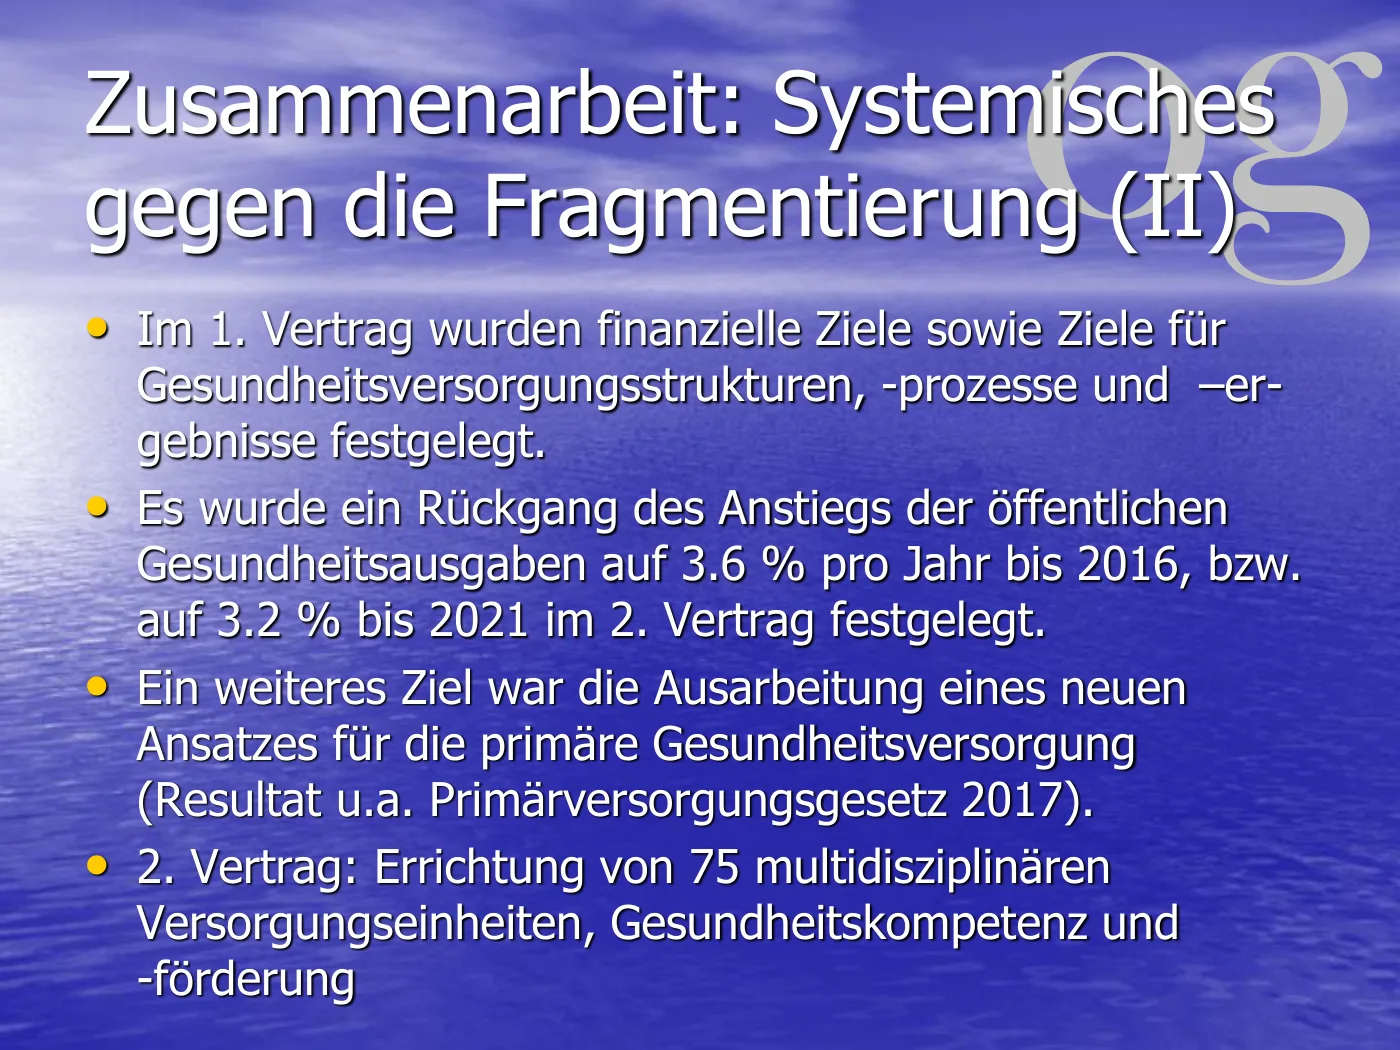 og
Zusammenarbeit: Systemisches
gegen die Fragmentierung (II)
• Im 1. Vertrag wurden finanzielle Ziele sowie Ziele für
Gesundheitsversorgungsstrukturen, -prozesse und –er-
gebnisse festgelegt.
• Es wurde ein Rückgang des Anstiegs der öffentlichen
Gesundheitsausgaben auf 3.6 % pro Jahr bis 2016, bzw.
auf 3.2 % bis 2021 im 2. Vertrag festgelegt.
• Ein weiteres Ziel war die Ausarbeitung eines neuen
Ansatzes für die primäre Gesundheitsversorgung
(Resultat u.a. Primärversorgungsgesetz 2017).
• 2. Vertrag: Errichtung von 75 multidisziplinären
Versorgungseinheiten, Gesundheitskompetenz und
-förderung